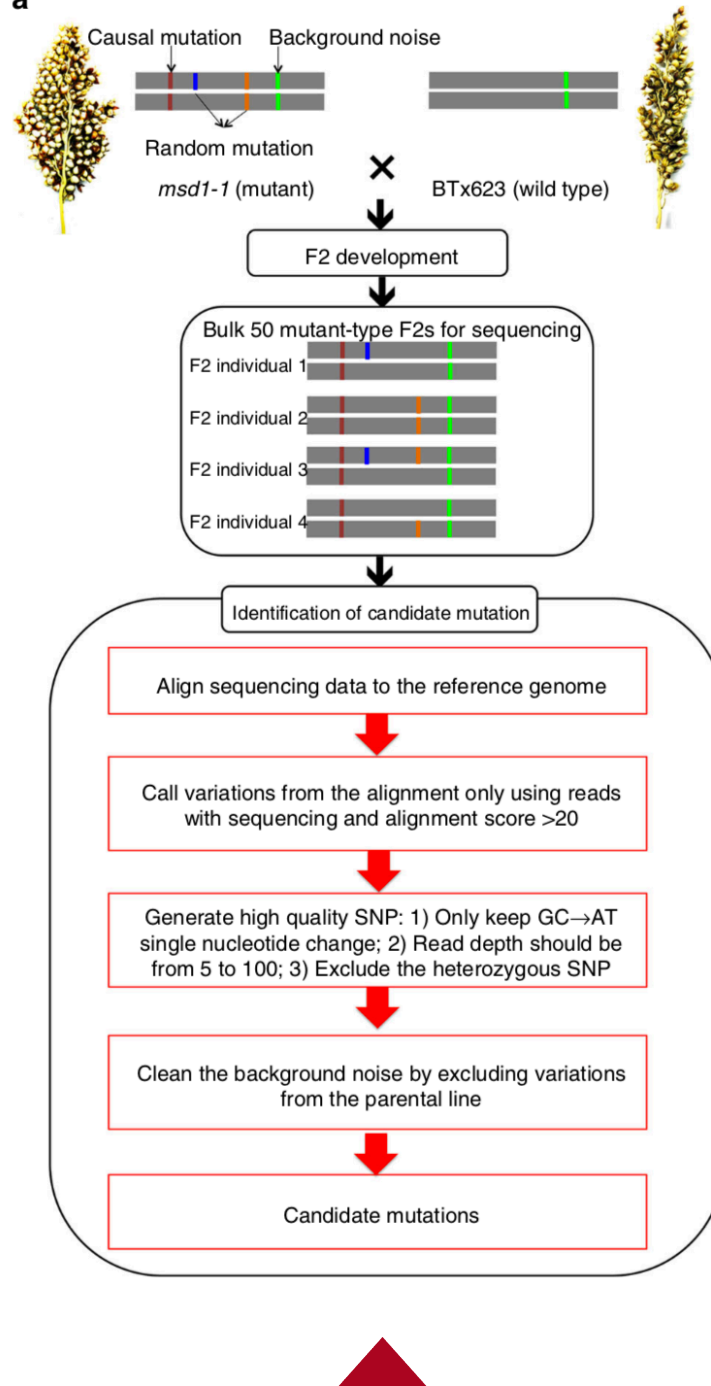 a
Causal mutation
Background noise
Random mutation
msd1-1 (mutant)
BTx623 (wild type)
F2 development
Bulk 50 mutant-type F2s for sequencing
F2 individual 1
F2 individual 2
F2 individual 3
F2 individual 4
Identification of candidate mutation
Align sequencing data to the reference genome
Call variations from the alignment only using reads
with sequencing and alignment score >20
Generate high quality SNP: 1) Only keep GC→AT
single nucleotide change; 2) Read depth should be
from 5 to 100; 3) Exclude the heterozygous SNP
Clean the background noise by excluding variations
from the parental line
Candidate mutations